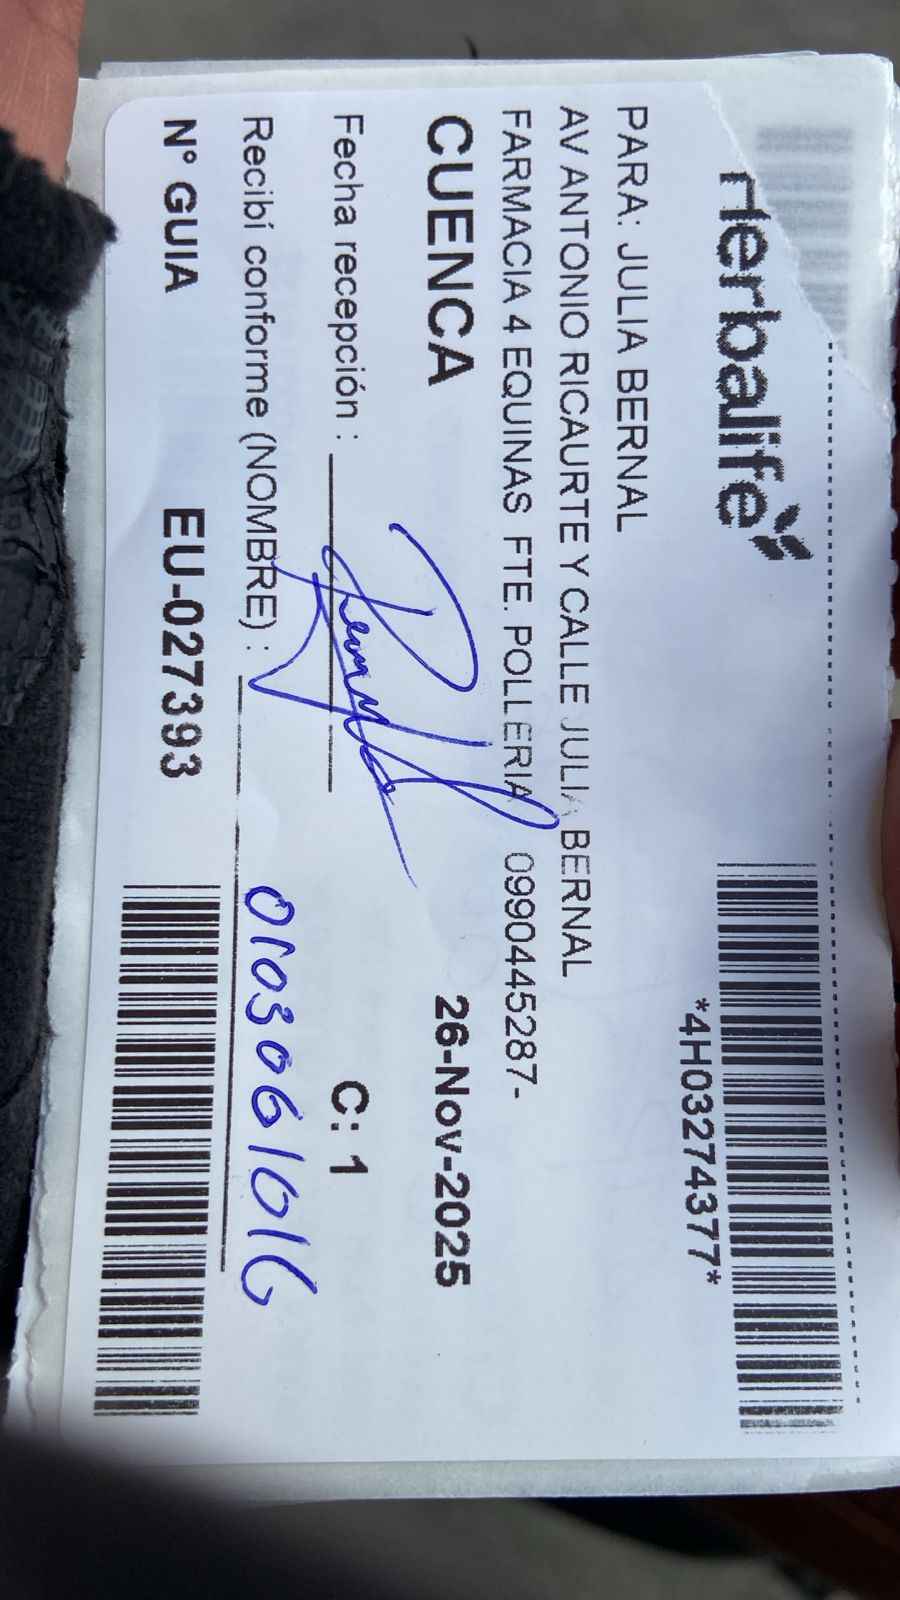 Herbalife
*4H03274377*
PARA: JULIA BERNAL
AV ANTONIO RICAURTE Y CALLE JULIA BERNAL
FARMACIA 4 EQUINAS FTE. POLLERIA 0990445287-
CUENCA 26-Nov-2025
Fecha recepción : C: 1
Recibí conforme (NOMBRE) : 0103061016
N° GUIA EU-027393